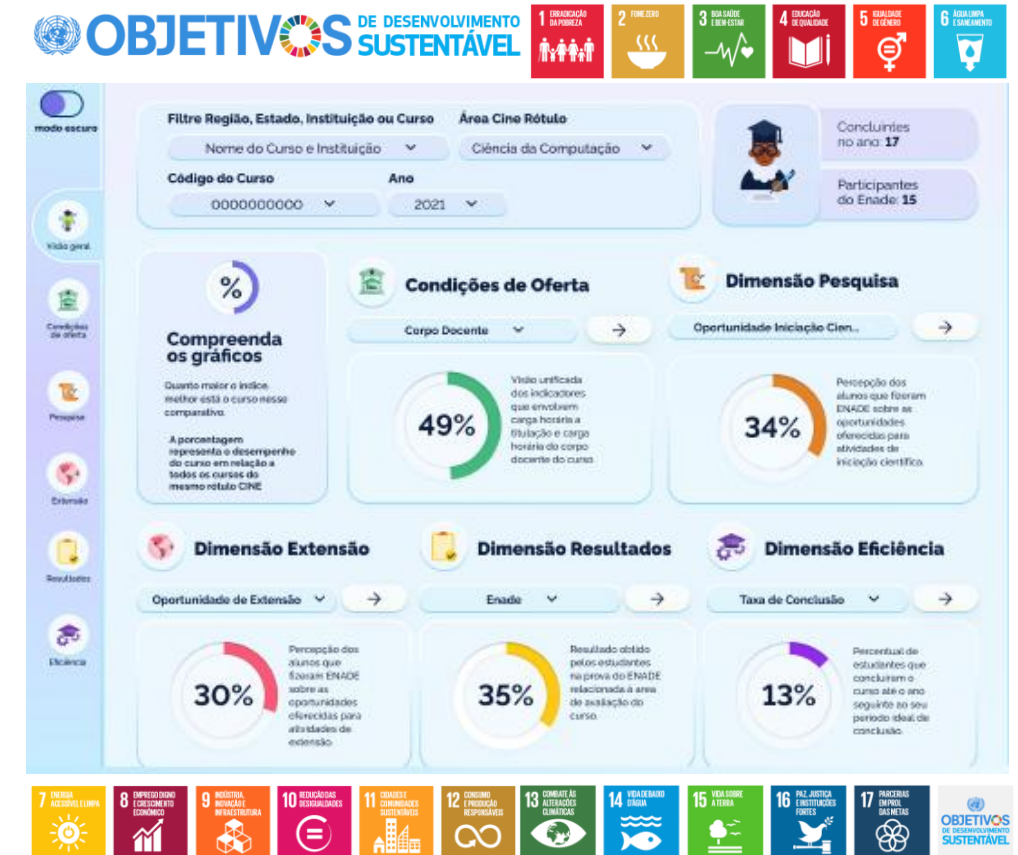 OBJETIVOS DE DESENVOLVIMENTO SUSTENTÁVEL
1 ERRADICAÇÃO DA POBREZA
2 FOME ZERO
3 BOA SAÚDE E BEM-ESTAR
4 EDUCAÇÃO DE QUALIDADE
5 IGUALDADE DE GÊNERO
6 ÁGUA LIMPA E SANEAMENTO
modo escuro
Visão geral
Condições de oferta
Pesquisa
Extensão
Resultados
Eficiência
Filtre Região, Estado, Instituição ou Curso
Nome do Curso e Instituição
Área Cine Rótulo
Ciência da Computação
Código do Curso
0000000000
Ano
2021
Concluintes
no ano: 17
Participantes
do Enade: 15
%
Compreenda
os gráficos
Quanto maior o índice,
melhor está o curso nesse
comparativo.
A porcentagem
representa o desempenho
do curso em relação a
todos os cursos do
mesmo rótulo CINE
Condições de Oferta
Corpo Docente
49%
Visão unificada
dos indicadores
que envolvem
carga horária a
titulação e carga
horária do corpo
docente do curso.
Dimensão Pesquisa
Oportunidade Iniciação Cien...
34%
Percepção dos
alunos que fizeram
ENADE sobre as
oportunidades
oferecidas para
atividades de
iniciação científica.
Dimensão Extensão
Oportunidade de Extensão
30%
Percepção dos
alunos que
fizeram ENADE
sobre as
oportunidades
oferecidas para
atividades de
extensão.
Dimensão Resultados
Enade
35%
Resultado obtido
pelos estudantes
na prova do ENADE
relacionada à área
de avaliação do
curso.
Dimensão Eficiência
Taxa de Conclusão
13%
Percentual de
estudantes que
concluíram o
curso até o ano
seguinte ao seu
período ideal de
conclusão.
7 ENERGIA ACESSÍVEL E LIMPA
8 EMPREGO DIGNO E CRESCIMENTO ECONÔMICO
9 INDÚSTRIA, INOVAÇÃO E INFRAESTRUTURA
10 REDUÇÃO DAS DESIGUALDADES
11 CIDADES E COMUNIDADES SUSTENTÁVEIS
12 CONSUMO E PRODUÇÃO RESPONSÁVEIS
13 COMBATE ÀS ALTERAÇÕES CLIMÁTICAS
14 VIDA DEBAIXO D'ÁGUA
15 VIDA SOBRE A TERRA
16 PAZ, JUSTIÇA E INSTITUIÇÕES FORTES
17 PARCERIAS EM PROL DAS METAS
OBJETIVOS
DE DESENVOLVIMENTO
SUSTENTÁVEL